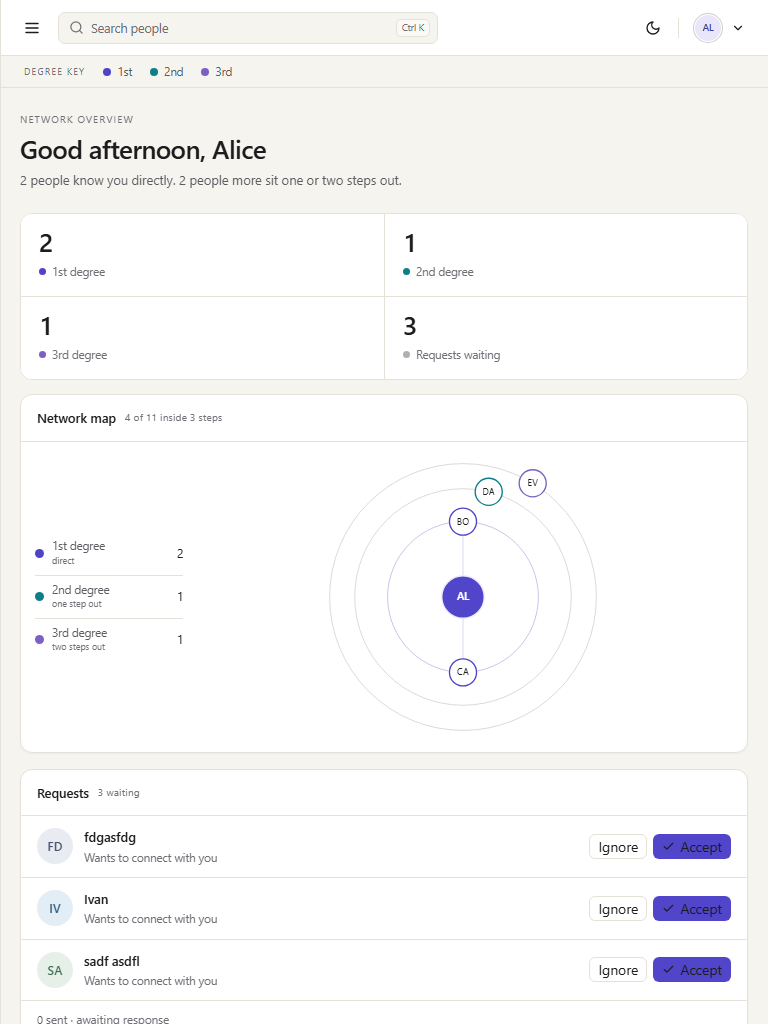 Search people
Ctrl K
AL
DEGREE KEY
1st
2nd
3rd
NETWORK OVERVIEW
Good afternoon, Alice
2 people know you directly. 2 people more sit one or two steps out.
2
1st degree
1
2nd degree
1
3rd degree
3
Requests waiting
Network map
4 of 11 inside 3 steps
1st degree
direct
2
2nd degree
one step out
1
3rd degree
two steps out
1
EV
DA
BO
AL
CA
Requests
3 waiting
FD
fdgasfdg
Wants to connect with you
Ignore
Accept
IV
Ivan
Wants to connect with you
Ignore
Accept
SA
sadf asdfl
Wants to connect with you
Ignore
Accept
0 sent · awaiting response